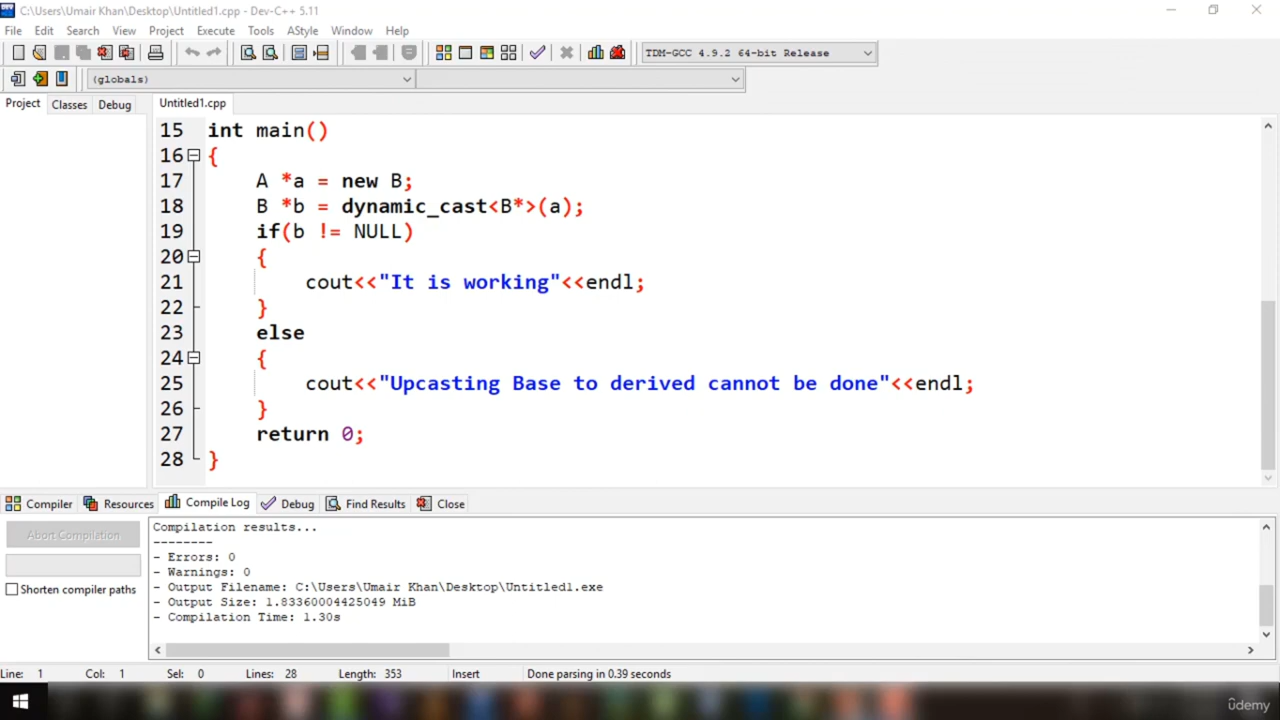 C:\Users\Umair Khan\Desktop\Untitled1.cpp - Dev-C++ 5.11
File Edit Search View Project Execute Tools AStyle Window Help
TDM-GCC 4.9.2 64-bit Release
(globals)
Project Classes Debug Untitled1.cpp
15 int main()
16 {
17 A *a = new B;
18 B *b = dynamic_cast<B*>(a);
19 if(b != NULL)
20 {
21 cout<<"It is working"<<endl;
22 }
23 else
24 {
25 cout<<"Upcasting Base to derived cannot be done"<<endl;
26 }
27 return 0;
28 }
Compiler Resources Compile Log Debug Find Results Close
Abort Compilation
Shorten compiler paths
Compilation results...
--------
- Errors: 0
- Warnings: 0
- Output Filename: C:\Users\Umair Khan\Desktop\Untitled1.exe
- Output Size: 1.83360004425049 MiB
- Compilation Time: 1.30s
Line: 1 Col: 1 Sel: 0 Lines: 28 Length: 353 Insert Done parsing in 0.39 seconds
ûdemy